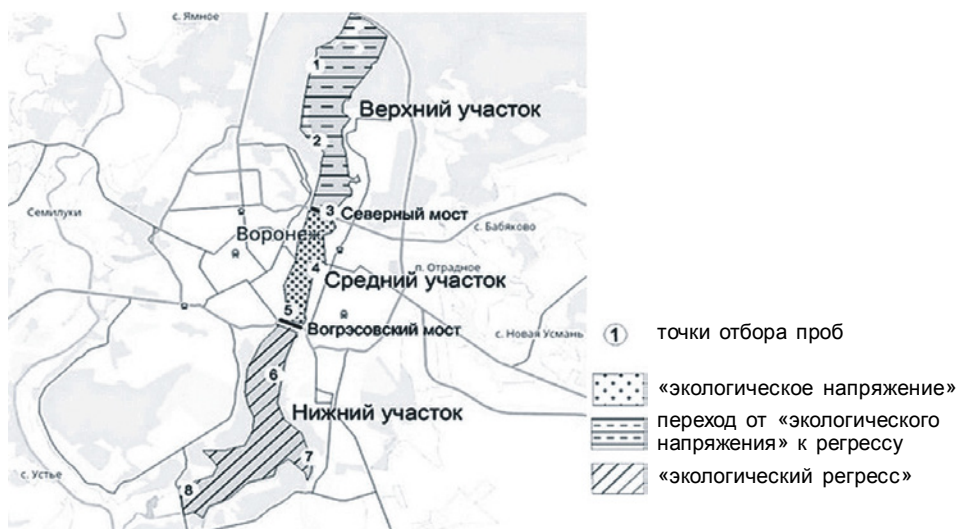 с. Ямное
1
Верхний участок
2
Семилуки
3 Северный мост
Воронеж
с. Бабяково
4
п. Отрадное
Средний участок
5
Вогрэсовский мост
с. Новая Усмань
6
Нижний участок
7
с. Устье
8
1 точки отбора проб
«экологическое напряжение»
переход от «экологического
напряжения» к регрессу
«экологический регресс»